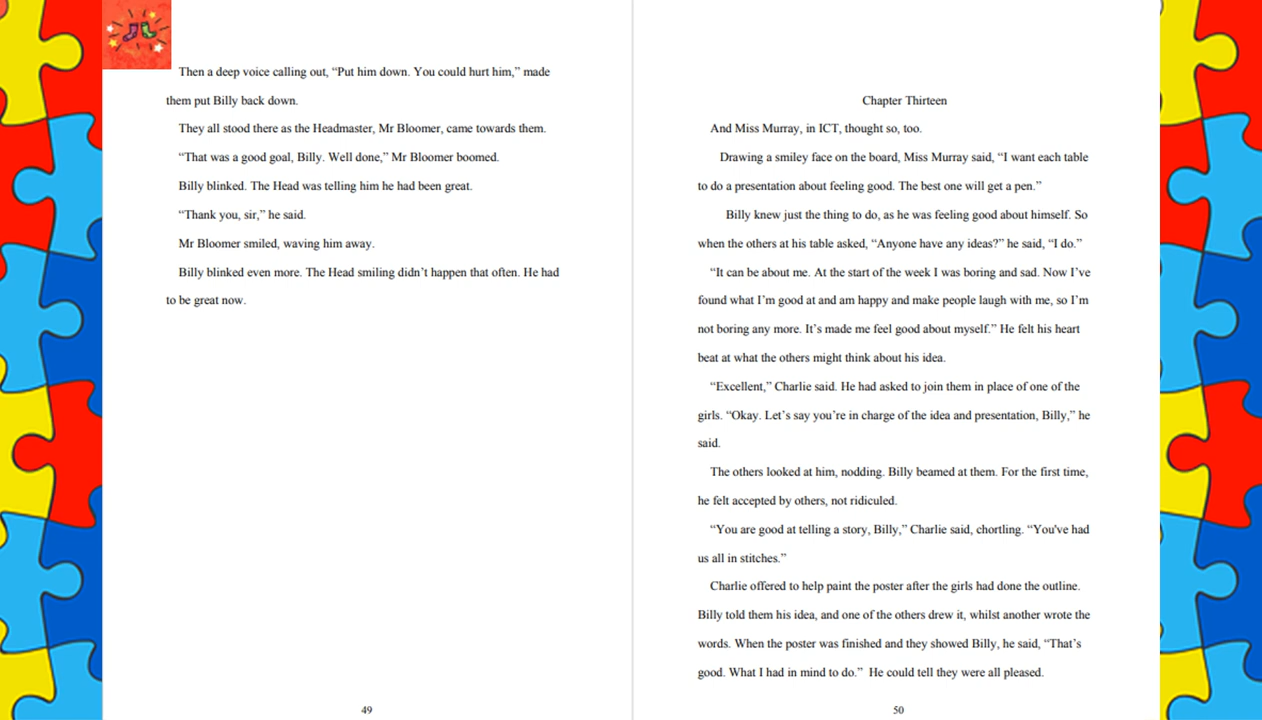 Then a deep voice calling out, “Put him down. You could hurt him,” made
them put Billy back down.
They all stood there as the Headmaster, Mr Bloomer, came towards them.
“That was a good goal, Billy. Well done,” Mr Bloomer boomed.
Billy blinked. The Head was telling him he had been great.
“Thank you, sir,” he said.
Mr Bloomer smiled, waving him away.
Billy blinked even more. The Head smiling didn’t happen that often. He had
to be great now.
49
Chapter Thirteen
And Miss Murray, in ICT, thought so, too.
Drawing a smiley face on the board, Miss Murray said, “I want each table
to do a presentation about feeling good. The best one will get a pen.”
Billy knew just the thing to do, as he was feeling good about himself. So
when the others at his table asked, “Anyone have any ideas?” he said, “I do.”
“It can be about me. At the start of the week I was boring and sad. Now I’ve
found what I’m good at and am happy and make people laugh with me, so I’m
not boring any more. It’s made me feel good about myself.” He felt his heart
beat at what the others might think about his idea.
“Excellent,” Charlie said. He had asked to join them in place of one of the
girls. “Okay. Let’s say you’re in charge of the idea and presentation, Billy,” he
said.
The others looked at him, nodding. Billy beamed at them. For the first time,
he felt accepted by others, not ridiculed.
“You are good at telling a story, Billy,” Charlie said, chortling. “You've had
us all in stitches.”
Charlie offered to help paint the poster after the girls had done the outline.
Billy told them his idea, and one of the others drew it, whilst another wrote the
words. When the poster was finished and they showed Billy, he said, “That’s
good. What I had in mind to do.” He could tell they were all pleased.
50